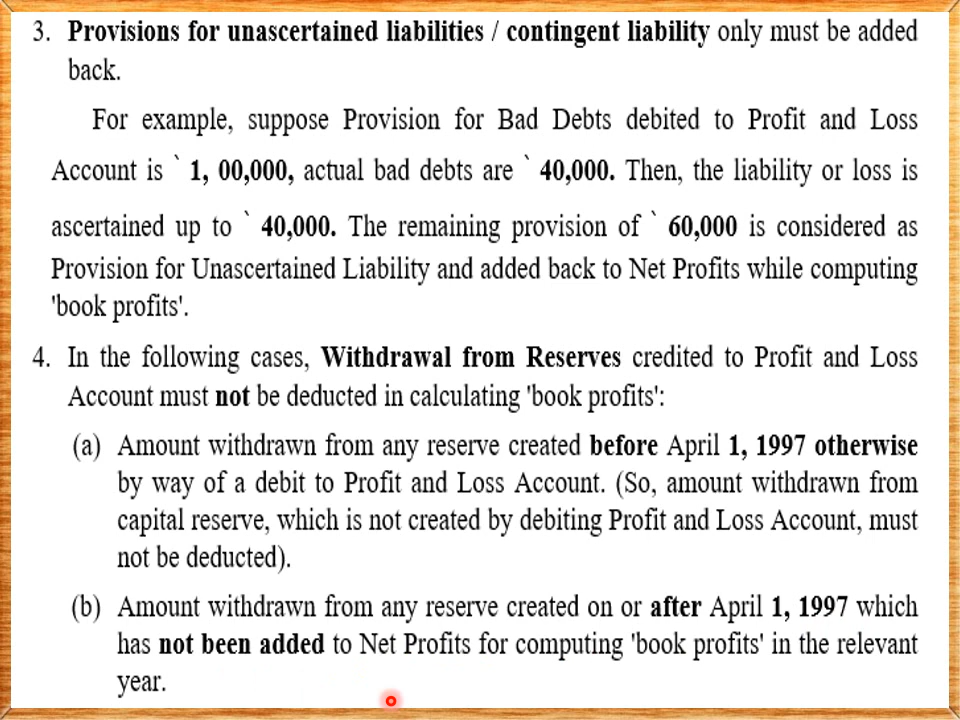 3. Provisions for unascertained liabilities / contingent liability only must be added
back.
For example, suppose Provision for Bad Debts debited to Profit and Loss
Account is ` 1, 00,000, actual bad debts are ` 40,000. Then, the liability or loss is
ascertained up to ` 40,000. The remaining provision of ` 60,000 is considered as
Provision for Unascertained Liability and added back to Net Profits while computing
'book profits'.
4. In the following cases, Withdrawal from Reserves credited to Profit and Loss
Account must not be deducted in calculating 'book profits':
(a) Amount withdrawn from any reserve created before April 1, 1997 otherwise
by way of a debit to Profit and Loss Account. (So, amount withdrawn from
capital reserve, which is not created by debiting Profit and Loss Account, must
not be deducted).
(b) Amount withdrawn from any reserve created on or after April 1, 1997 which
has not been added to Net Profits for computing 'book profits' in the relevant
year.